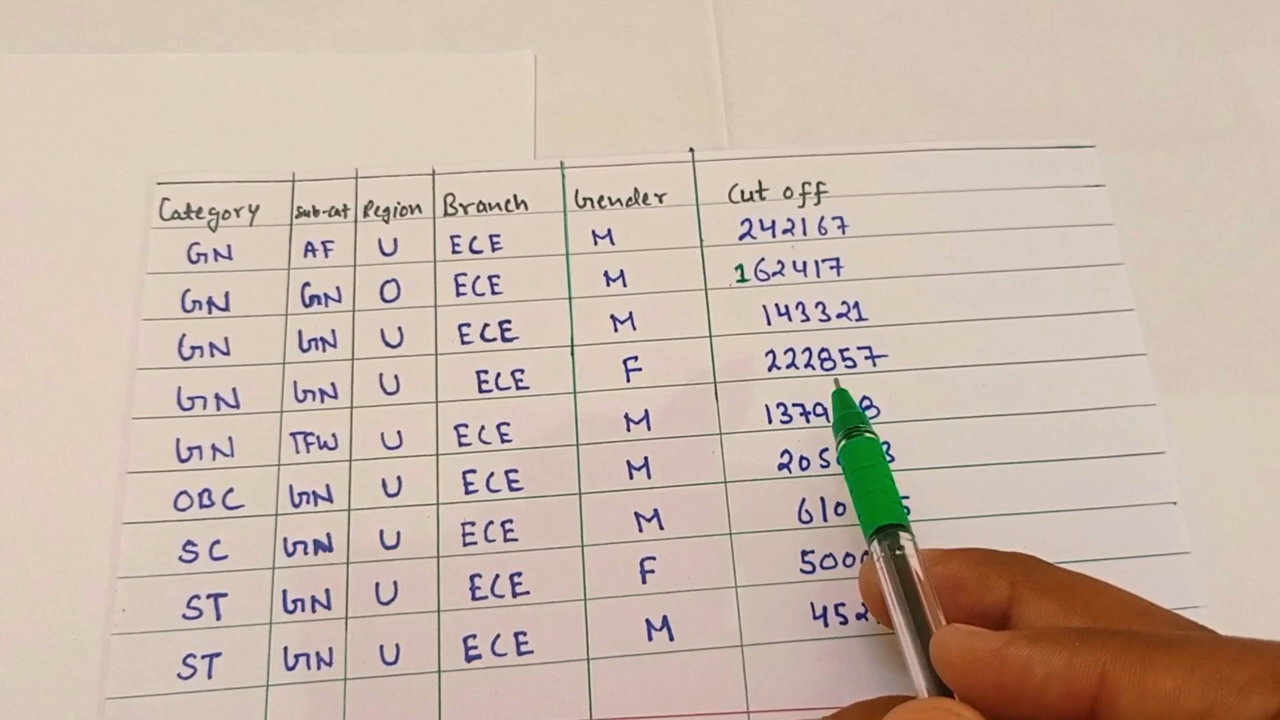 Category Sub-cat Region Branch Gender Cut off
GN AF U ECE M 242167
GN GN O ECE M 162417
GN GN U ECE M 143321
GN GN U ECE F 222857
GN TFW U ECE M
OBC GN U ECE M
SC GN U ECE M
ST GN U ECE F
ST GN U ECE M